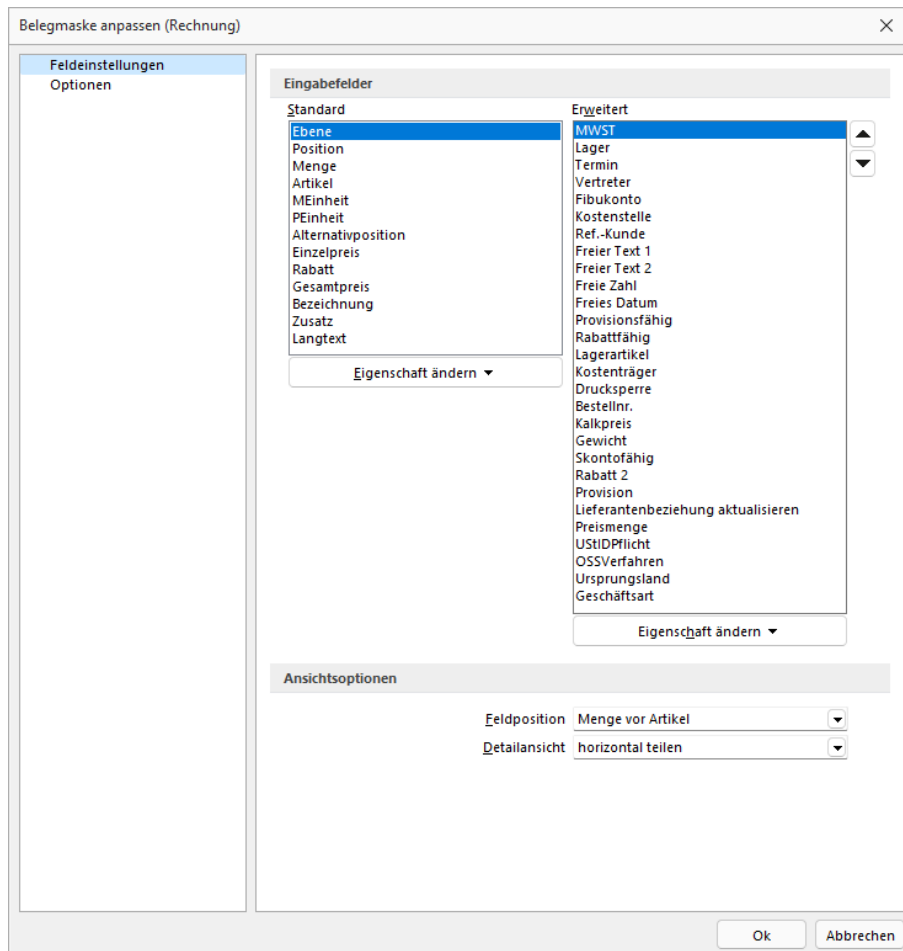 Belegmaske anpassen (Rechnung)
Feldeinstellungen
Optionen
Eingabefelder
Standard
Ebene
Position
Menge
Artikel
MEinheit
PEinheit
Alternativposition
Einzelpreis
Rabatt
Gesamtpreis
Bezeichnung
Zusatz
Langtext
Eigenschaft ändern
Erweitert
MWST
Lager
Termin
Vertreter
Fibukonto
Kostenstelle
Ref.-Kunde
Freier Text 1
Freier Text 2
Freie Zahl
Freies Datum
Provisionsfähig
Rabattfähig
Lagerartikel
Kostenträger
Drucksperre
Bestellnr.
Kalkpreis
Gewicht
Skontofähig
Rabatt 2
Provision
Lieferantenbeziehung aktualisieren
Preismenge
UStIDPflicht
OSSVerfahren
Ursprungsland
Geschäftsart
Eigenschaft ändern
Ansichtsoptionen
Feldposition Menge vor Artikel
Detailansicht horizontal teilen
Ok Abbrechen